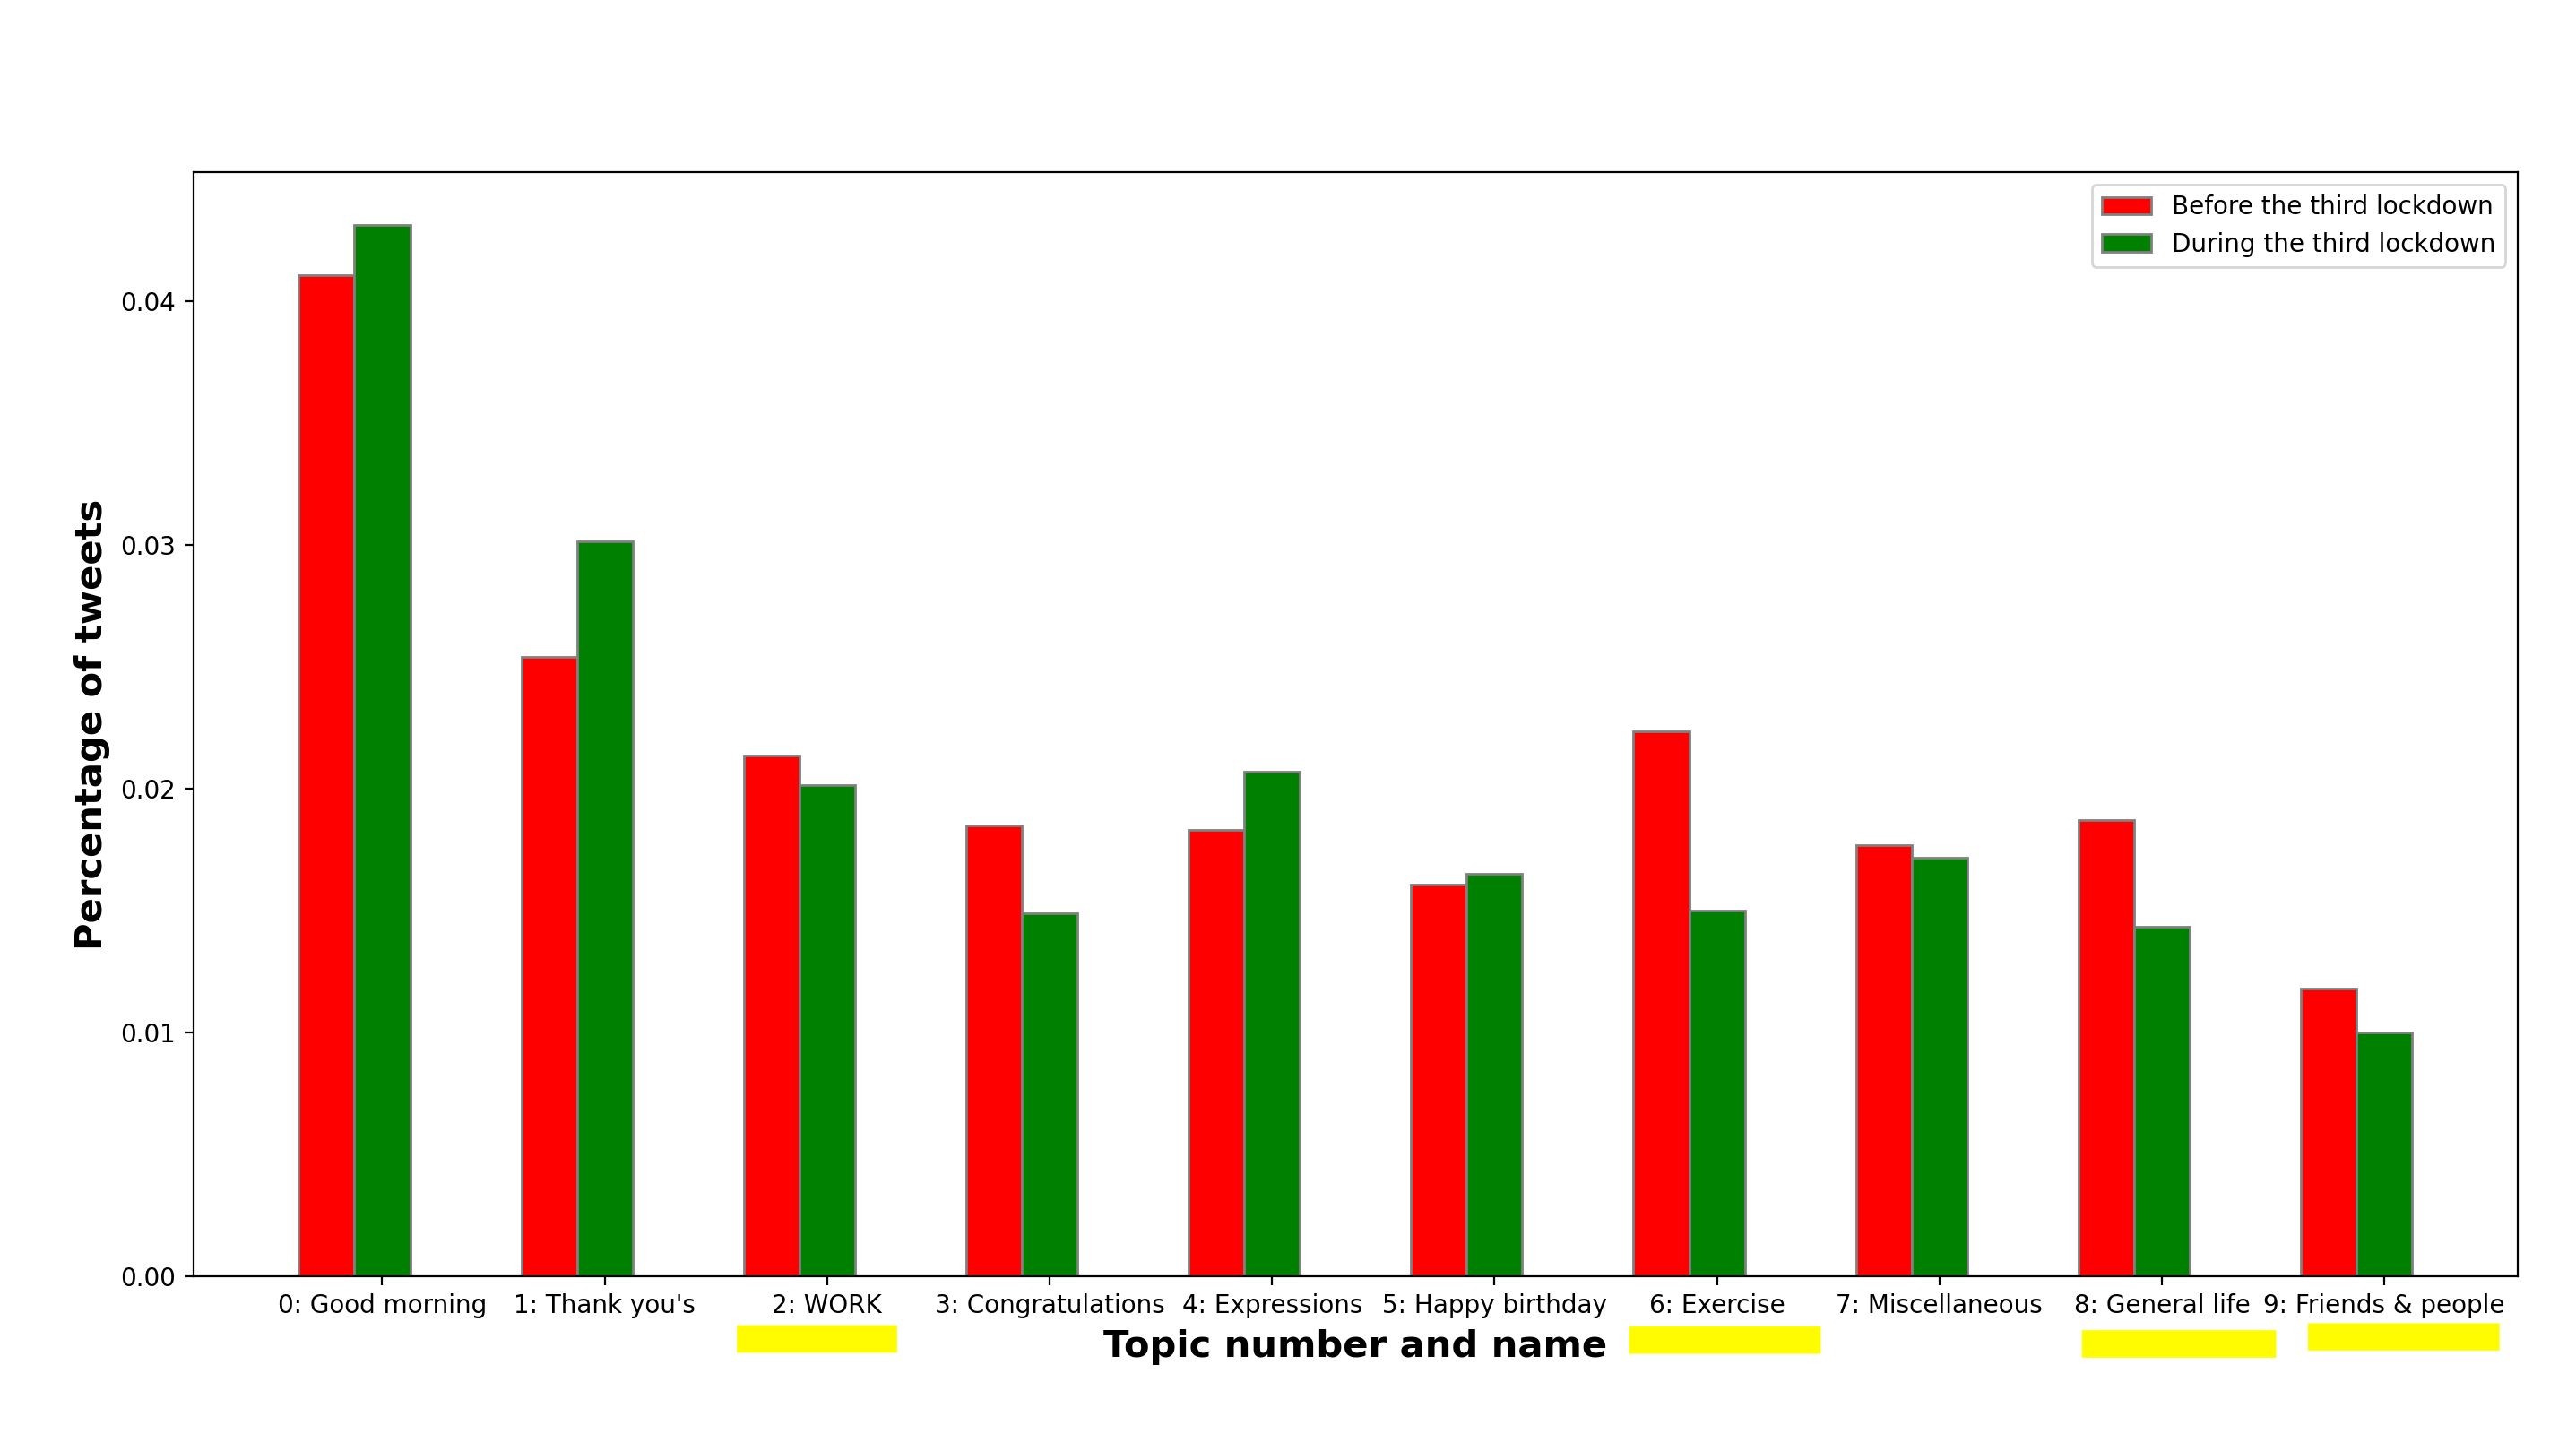 Before the third lockdown
During the third lockdown
Percentage of tweets
0.04
0.03
0.02
0.01
0.00
0: Good morning 1: Thank you's 2: WORK 3: Congratulations 4: Expressions 5: Happy birthday 6: Exercise 7: Miscellaneous 8: General life 9: Friends & people
Topic number and name